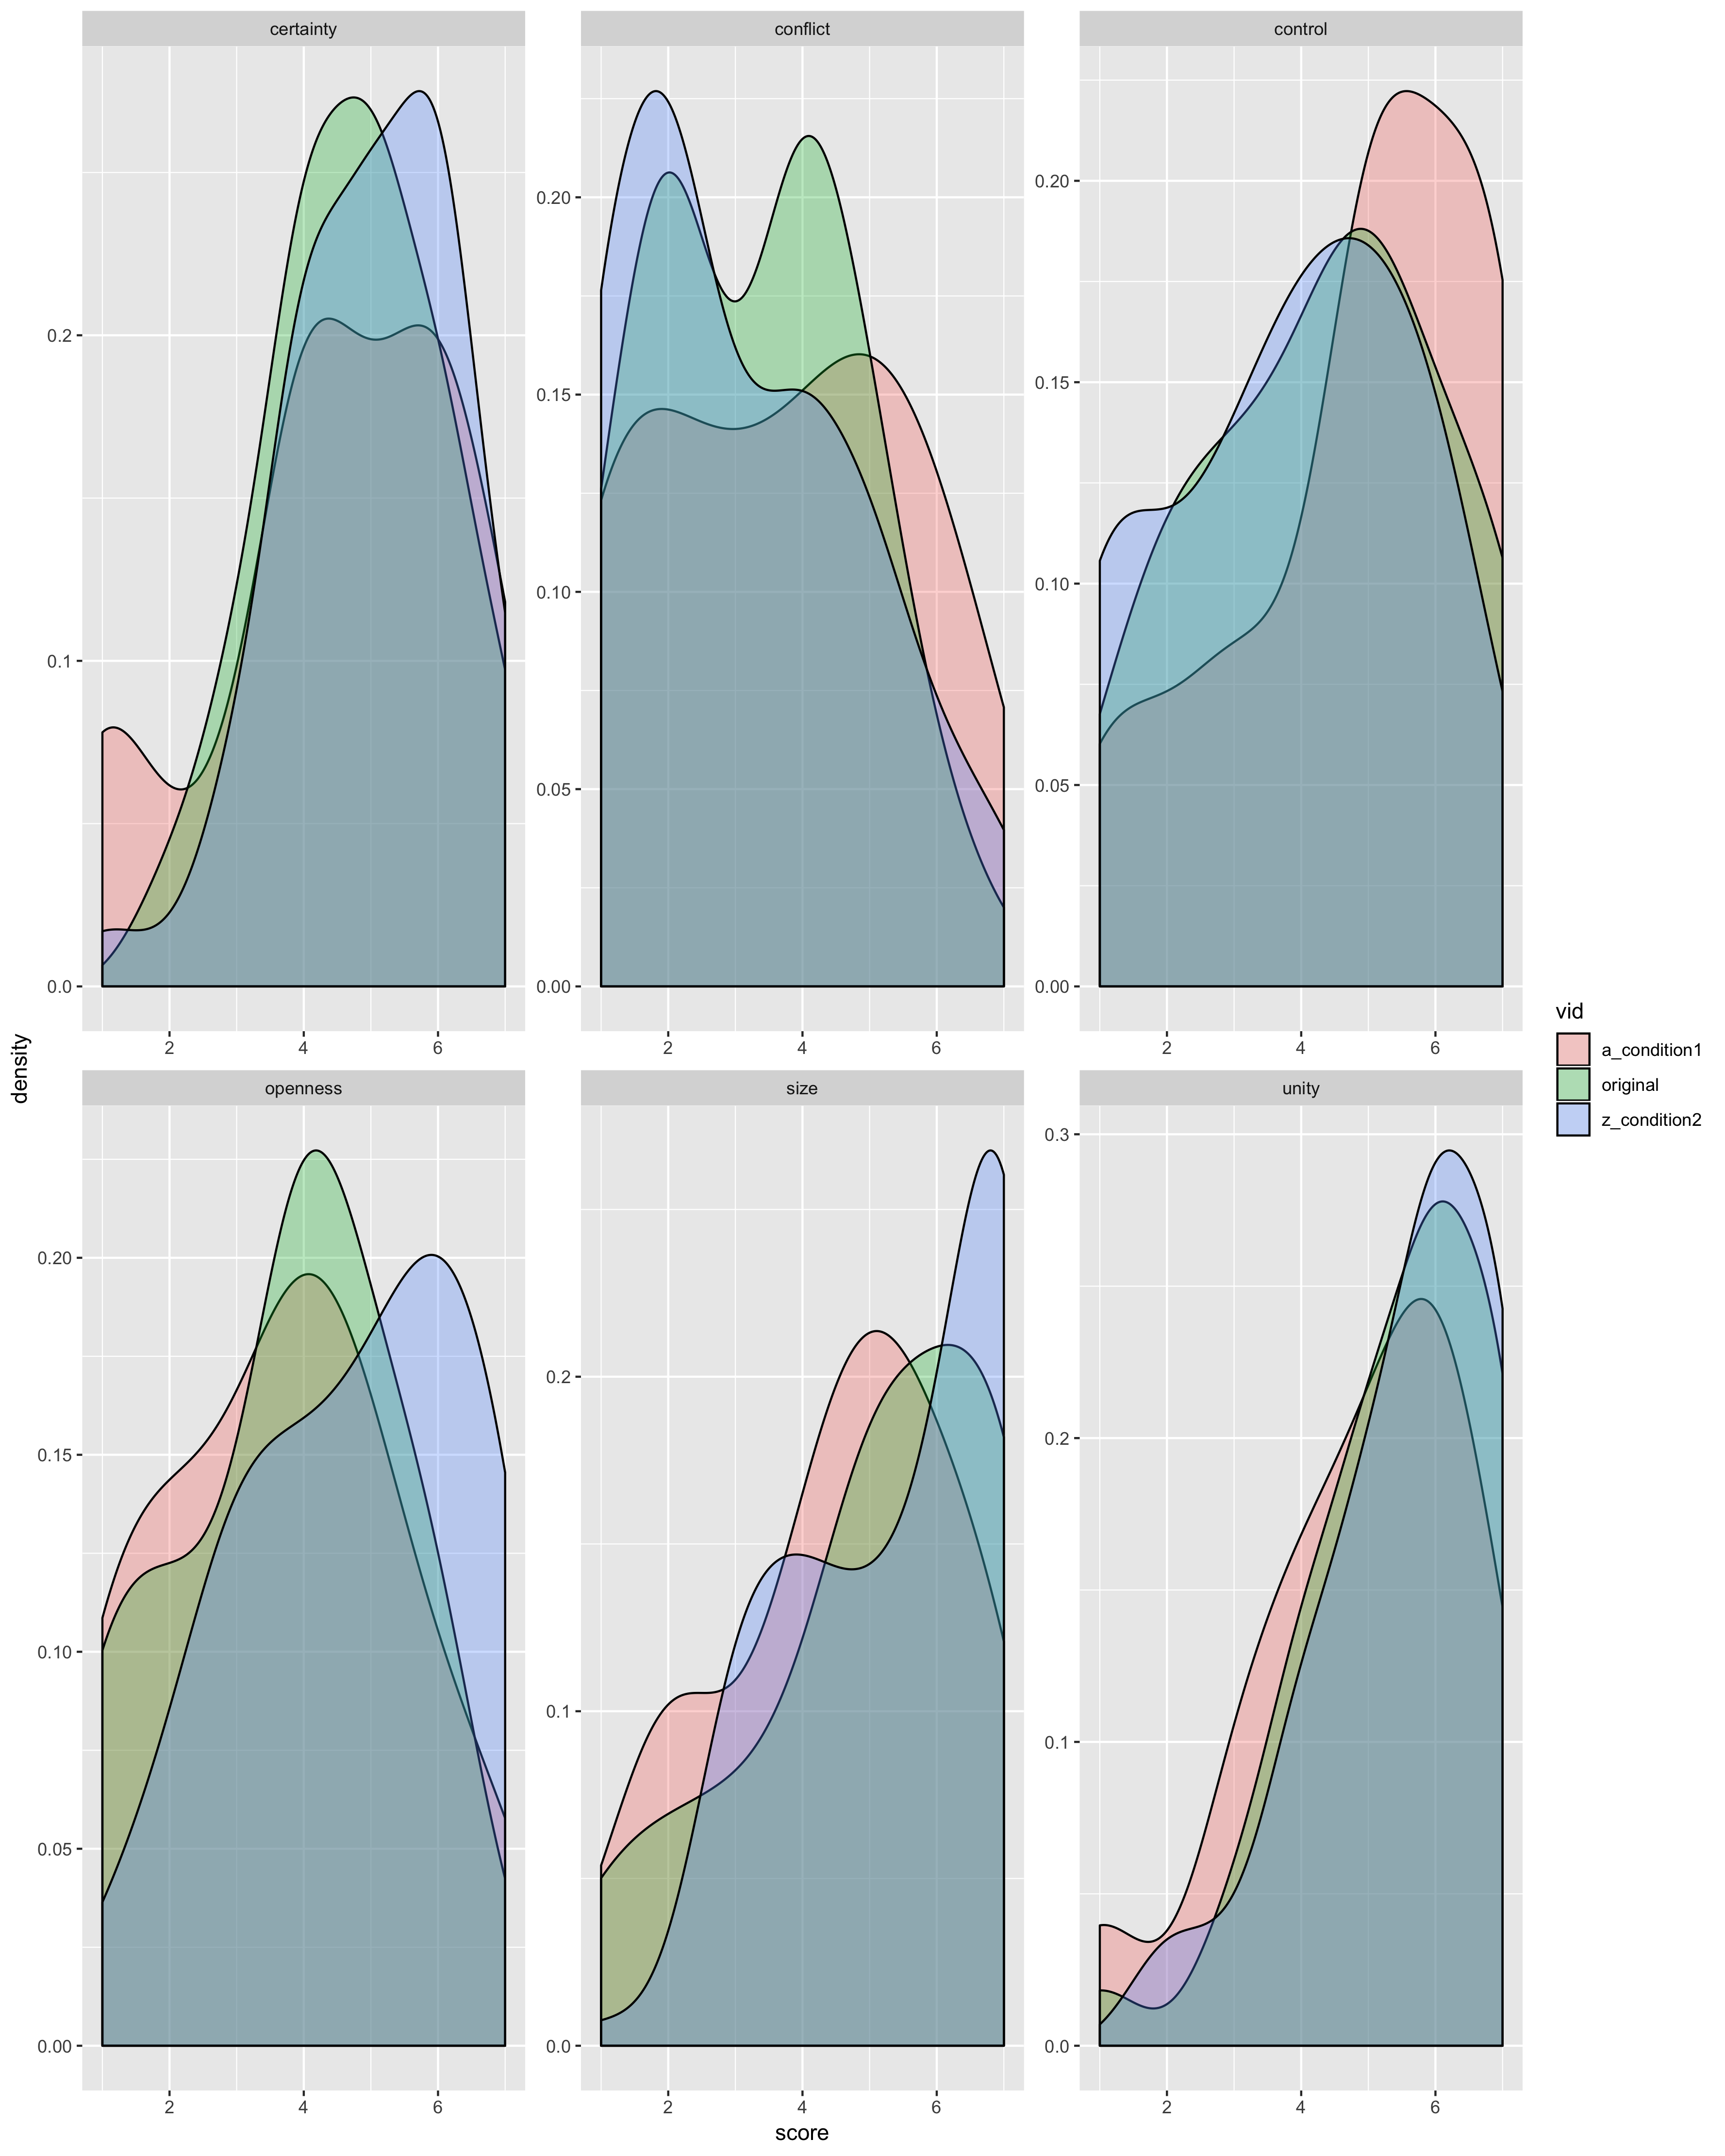 certainty conflict control
0.20 0.20
0.2 0.15 0.15
0.10 0.10
0.1
0.05 0.05
0.0 0.00 0.00
2 4 6 2 4 6 2 4 6
density
vid
a_condition1
original
z_condition2
openness size unity
0.3
0.20
0.2 0.2
0.15
0.10 0.1 0.1
0.05
0.00 0.0 0.0
2 4 6 2 4 6 2 4 6
score